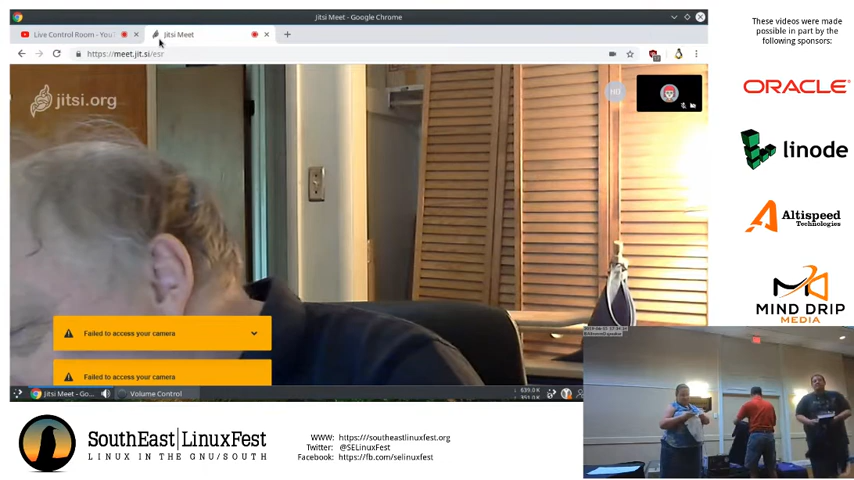 Jitsi Meet - Google Chrome
Live Control Room - YouT
Jitsi Meet
https://meet.jit.si/esr
jitsi.org
HO
Failed to access your camera
Failed to access your camera
Jitsi Meet - Go...
Volume Control
These videos were made
possible in part by the
following sponsors:
ORACLE
linode
Altispeed
Technologies
MIND DRIP
MEDIA
SouthEast|LinuxFest
LINUX IN THE GNU/SOUTH
WWW: https://southeastlinuxfest.org
Twitter: @SELinuxFest
Facebook: https://fb.com/selinuxfest